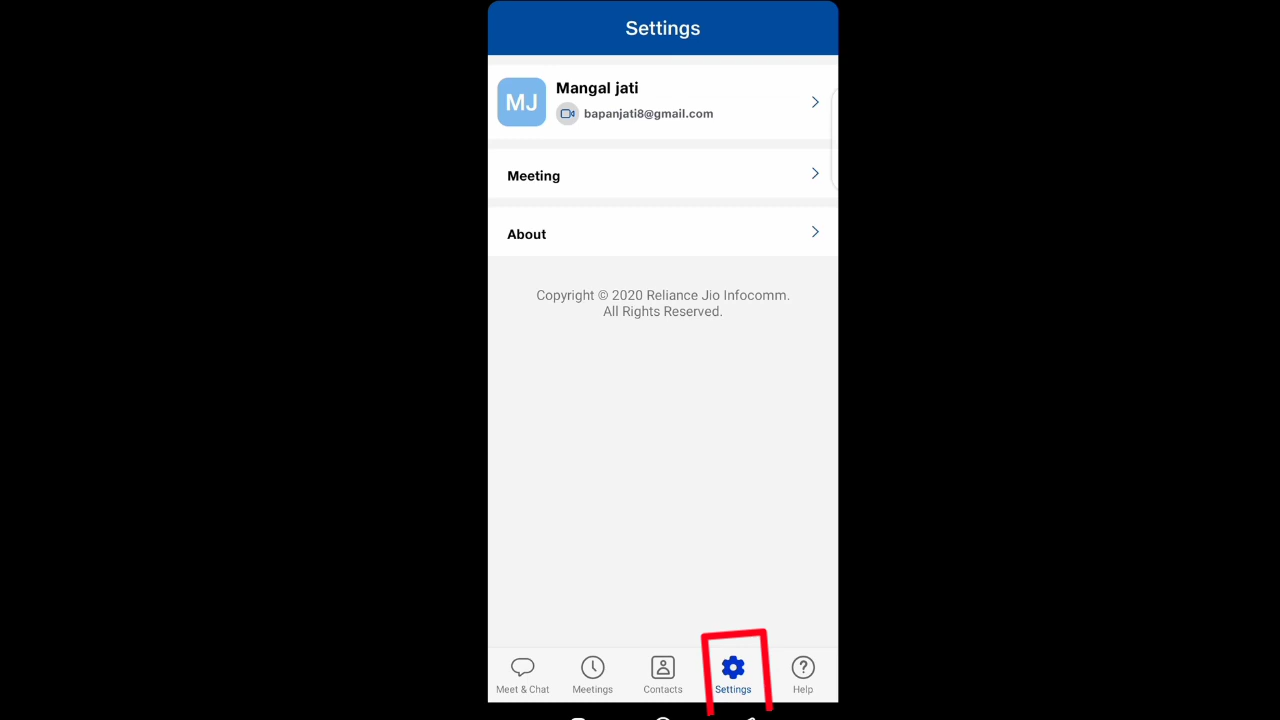 Settings
MJ
Mangal jati
bapanjati8@gmail.com
Meeting
About
Copyright © 2020 Reliance Jio Infocomm.
All Rights Reserved.
Meet & Chat
Meetings
Contacts
Settings
Help